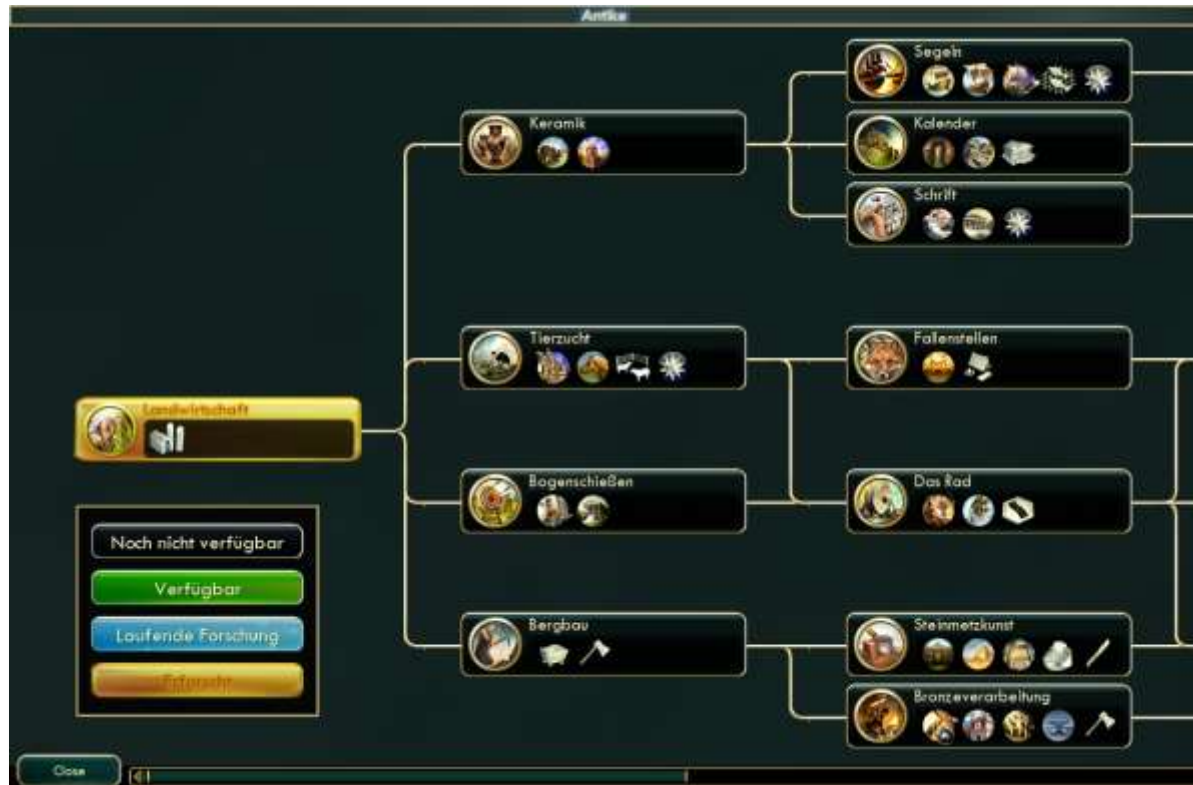 Antike
Segeln
Keramik
Kalender
Schrift
Tierzucht
Fallenstellen
Landwirtschaft
Bogenschießen
Das Rad
Noch nicht verfügbar
Verfügbar
Laufende Forschung
Erforscht
Bergbau
Steinmetzkunst
Bronzeverarbeitung
Close